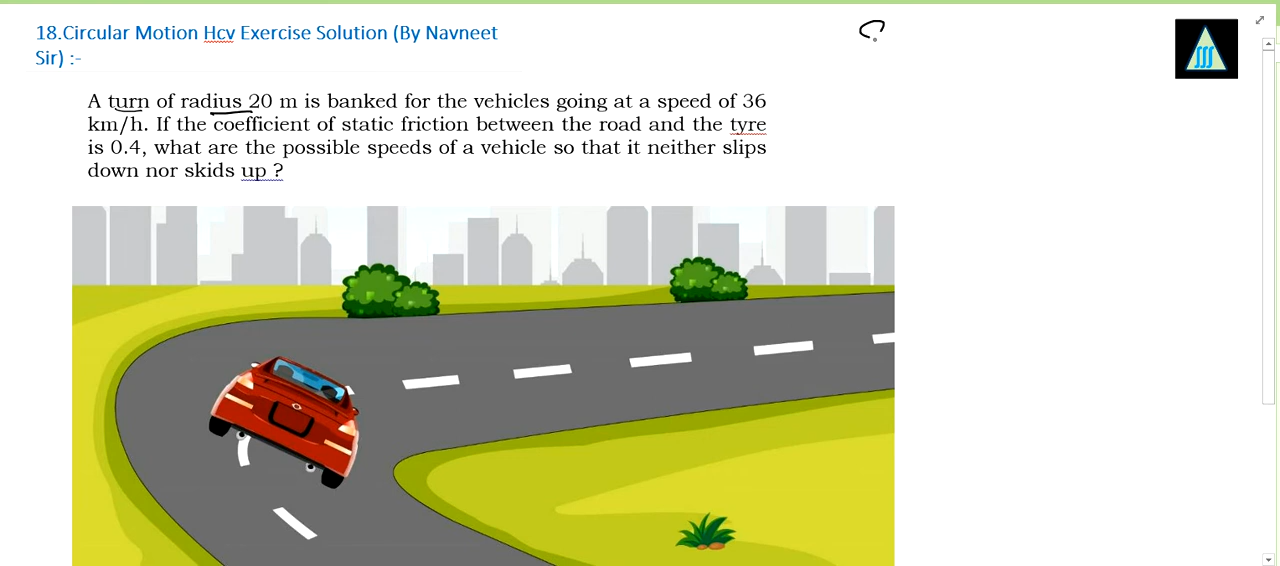 18.Circular Motion Hcv Exercise Solution (By Navneet
Sir) :-
A turn of radius 20 m is banked for the vehicles going at a speed of 36
km/h. If the coefficient of static friction between the road and the tyre
is 0.4, what are the possible speeds of a vehicle so that it neither slips
down nor skids up ?